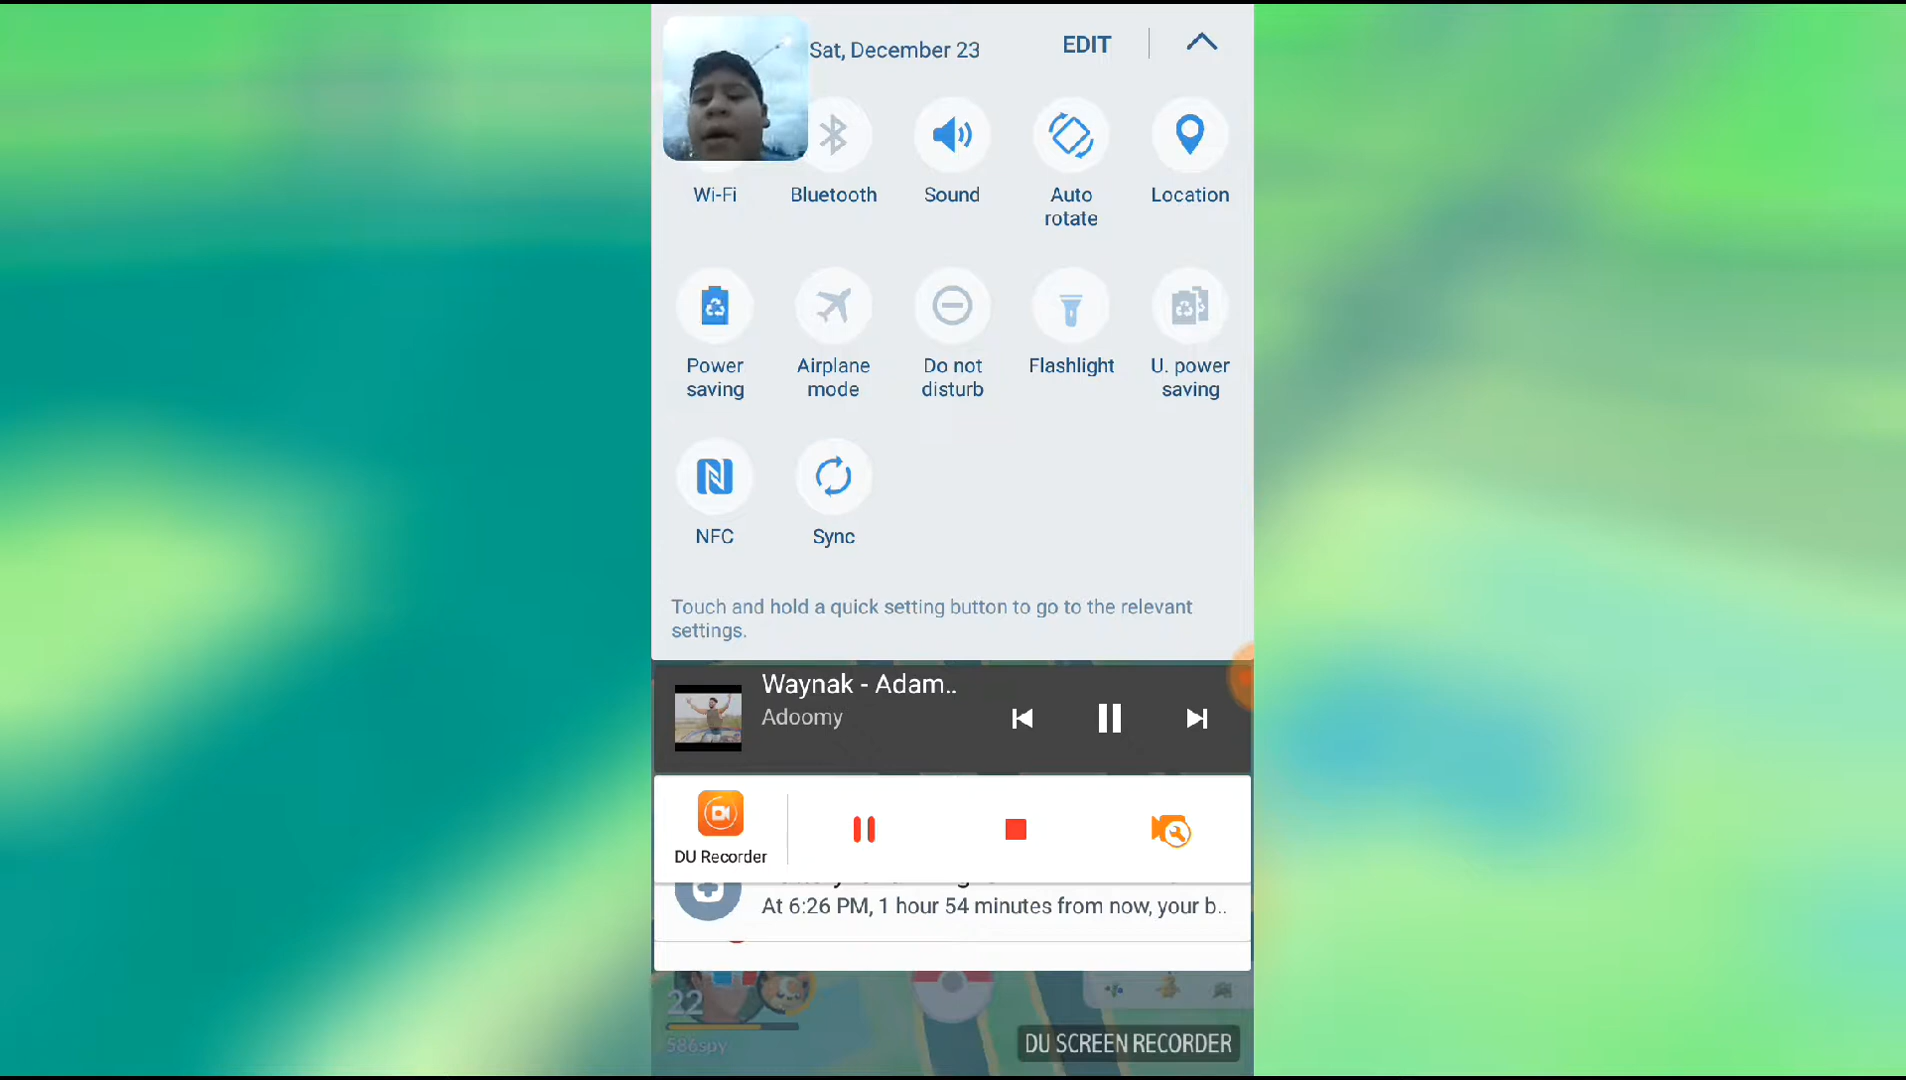 Sat, December 23
EDIT
Wi-Fi
Bluetooth
Sound
Auto
rotate
Location
Power
saving
Airplane
mode
Do not
disturb
Flashlight
U. power
saving
NFC
Sync
Touch and hold a quick setting button to go to the relevant
settings.
Waynak - Adam..
Adoomy
DU Recorder
At 6:26 PM, 1 hour 54 minutes from now, your b..
22
586spy
DU SCREEN RECORDER